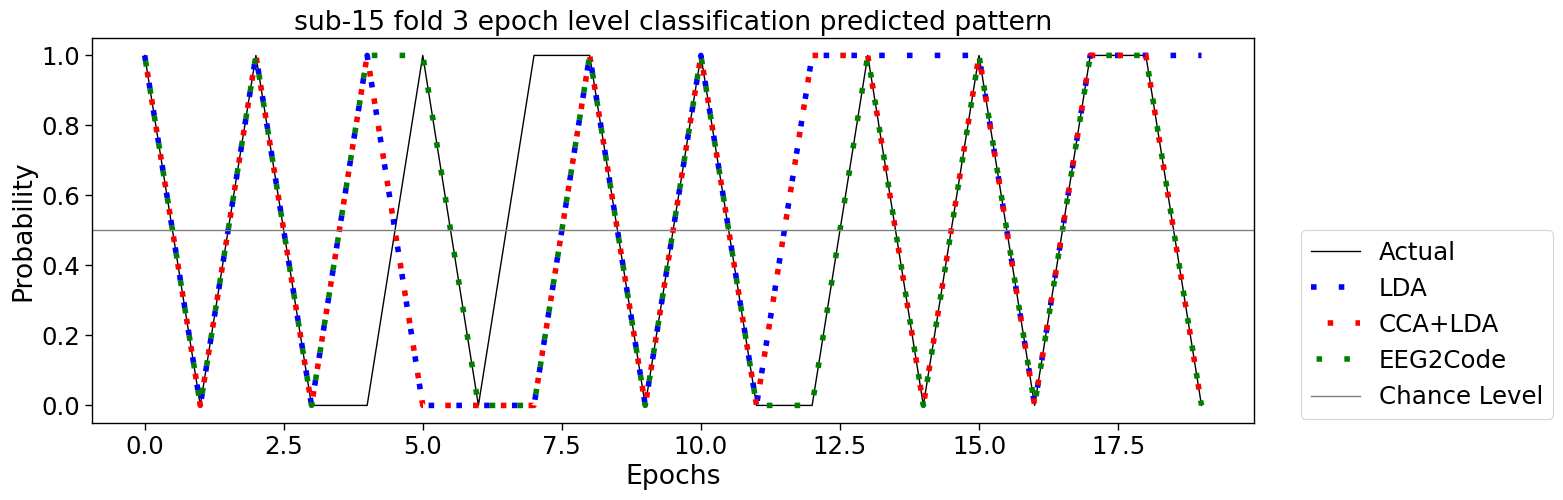 sub-15 fold 3 epoch level classification predicted pattern
Probability
1.0
0.8
0.6
0.4
0.2
0.0
0.0 2.5 5.0 7.5 10.0 12.5 15.0 17.5
Epochs
Actual
LDA
CCA+LDA
EEG2Code
Chance Level